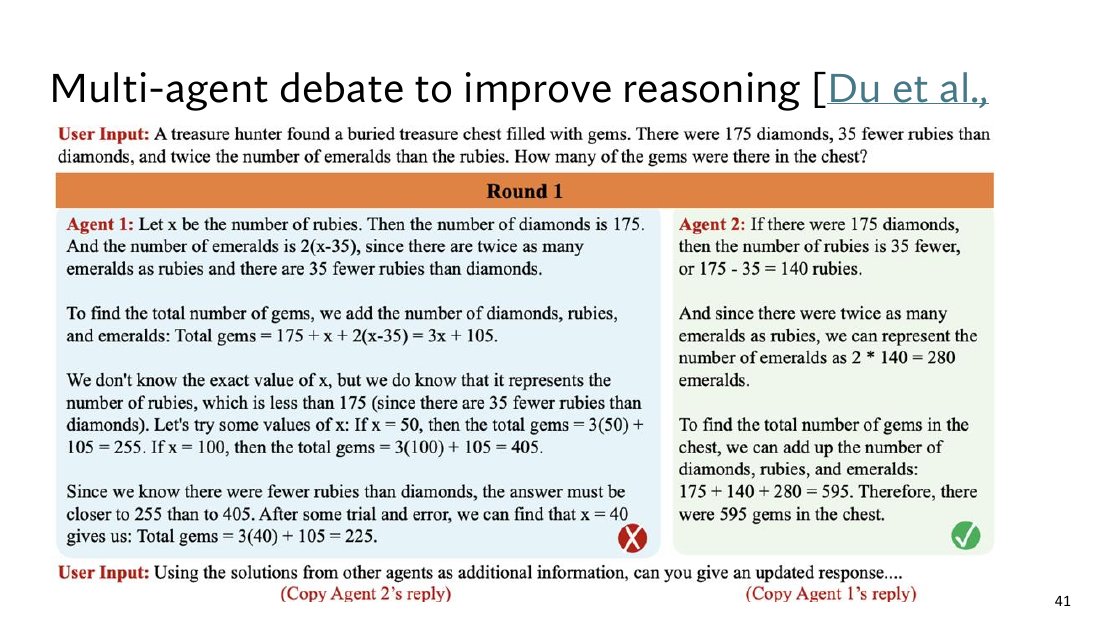 Multi-agent debate to improve reasoning [Du et al.,
User Input: A treasure hunter found a buried treasure chest filled with gems. There were 175 diamonds, 35 fewer rubies than
diamonds, and twice the number of emeralds than the rubies. How many of the gems were there in the chest?
Round 1
Agent 1: Let x be the number of rubies. Then the number of diamonds is 175.
And the number of emeralds is 2(x-35), since there are twice as many
emeralds as rubies and there are 35 fewer rubies than diamonds.
To find the total number of gems, we add the number of diamonds, rubies,
and emeralds: Total gems = 175 + x + 2(x-35) = 3x + 105.
We don't know the exact value of x, but we do know that it represents the
number of rubies, which is less than 175 (since there are 35 fewer rubies than
diamonds). Let's try some values of x: If x = 50, then the total gems = 3(50) +
105 = 255. If x = 100, then the total gems = 3(100) + 105 = 405.
Since we know there were fewer rubies than diamonds, the answer must be
closer to 255 than to 405. After some trial and error, we can find that x = 40
gives us: Total gems = 3(40) + 105 = 225.
Agent 2: If there were 175 diamonds,
then the number of rubies is 35 fewer,
or 175 - 35 = 140 rubies.
And since there were twice as many
emeralds as rubies, we can represent the
number of emeralds as 2 * 140 = 280
emeralds.
To find the total number of gems in the
chest, we can add up the number of
diamonds, rubies, and emeralds:
175 + 140 + 280 = 595. Therefore, there
were 595 gems in the chest.
User Input: Using the solutions from other agents as additional information, can you give an updated response....
(Copy Agent 2's reply)
(Copy Agent 1's reply)
41